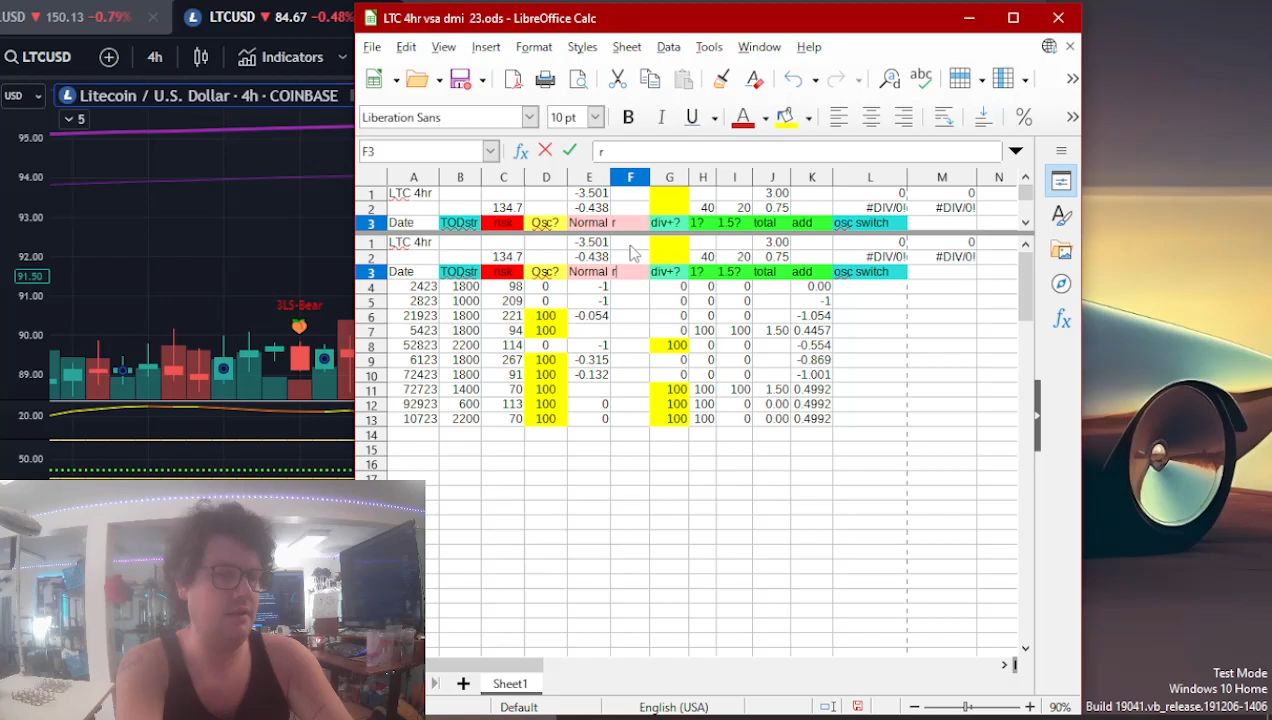 LSD 150.13 −0.79%
LTCUSD 84.67 −0.48%
LTCUSD 4h Indicators
USD
Litecoin / U.S. Dollar · 4h · COINBASE
5
95.00
94.00
93.00
92.00
91.50
91.00
90.00
89.00
20.00
50.00
3LS-Bear
LTC 4hr vsa dmi 23.ods - LibreOffice Calc
File Edit View Insert Format Styles Sheet Data Tools Window Help
Liberation Sans 10 pt
F3 r
A B C D E F G H I J K L M N
1 LTC 4hr -3.501 3.00 0 0
2 134.7 -0.438 40 20 0.75 #DIV/0! #DIV/0!
3 Date TODstr risk Osc? Normal r div+? 1? 1.5? total add osc switch
1 LTC 4hr -3.501 3.00 0 0
2 134.7 -0.438 40 20 0.75 #DIV/0! #DIV/0!
3 Date TODstr risk Osc? Normal r div+? 1? 1.5? total add osc switch
4 2423 1800 98 0 -1 0 0 0 0.00
5 2823 1000 209 0 -1 0 0 0 -1
6 21923 1800 221 100 -0.054 0 0 0 -1.054
7 5423 1800 94 100 0 100 100 1.50 0.4457
8 52823 2200 114 0 -1 100 0 0 -0.554
9 6123 1800 267 100 -0.315 0 0 0 -0.869
10 72423 1800 91 100 -0.132 0 0 0 -1.001
11 72723 1400 70 100 100 100 100 1.50 0.4992
12 92923 600 113 100 0 100 100 0 0.00 0.4992
13 10723 2200 70 100 0 100 100 0 0.00 0.4992
14
15
16
17
Sheet1
Default English (USA) 90%
Test Mode
Windows 10 Home
Build 19041.vb_release.191206-1406